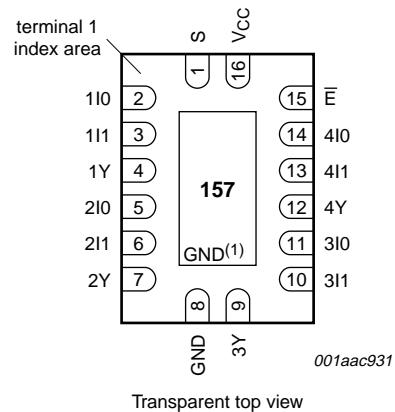 terminal 1
index area
S
VCC
1
16
1I0 2
15 E̅
1I1 3
14 4I0
1Y 4
13 4I1
157
2I0 5
12 4Y
2I1 6
11 3I0
GND(1)
2Y 7
10 3I1
8
9
GND
3Y
001aac931
Transparent top view